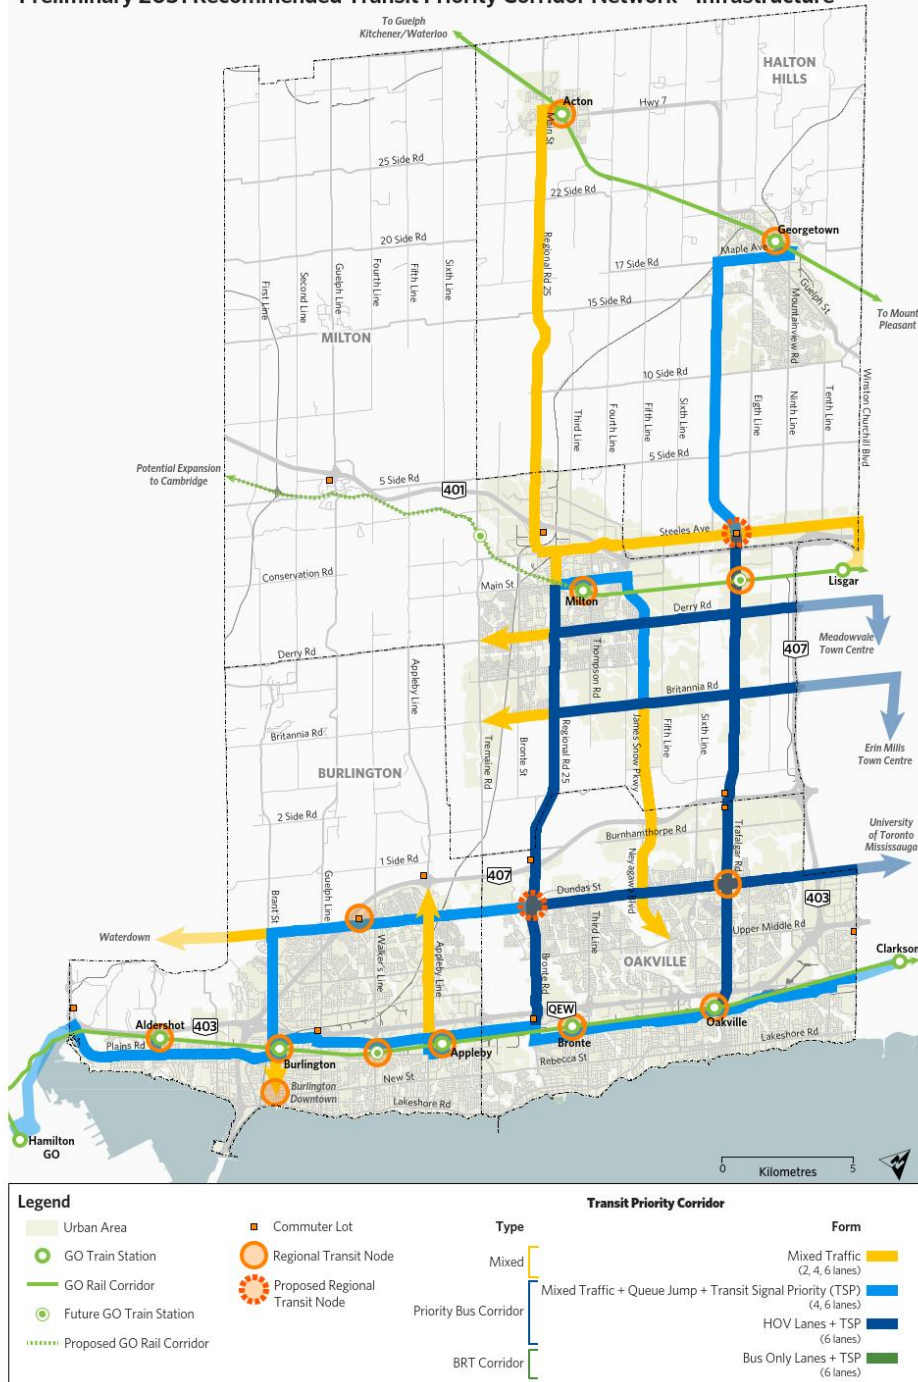 Preliminary 2031 Recommended Transit Priority Corridor Network - Infrastructure
To Guelph
Kitchener/Waterloo
HALTON
HILLS
Acton
Hwy 7
Main St
25 Side Rd
22 Side Rd
Georgetown
20 Side Rd
Maple Ave
17 Side Rd
Guelph St
Regional Rd 25
First Line
Second Line
Guelph Line
Fourth Line
Fifth Line
Sixth Line
15 Side Rd
Mountainview Rd
To Mount
Pleasant
MILTON
10 Side Rd
Winston Churchill Blvd
Third Line
Fourth Line
Fifth Line
Sixth Line
Eigth Line
Ninth Line
Tenth Line
5 Side Rd
Potential Expansion
to Cambridge
5 Side Rd
401
Steeles Ave
Conservation Rd
Main St
Milton
Lisgar
Derry Rd
Meadowvale
Town Centre
Derry Rd
407
Thompson Rd
Appleby Line
Britannia Rd
Britannia Rd
Tremaine Rd
Bronte St
Regional Rd 25
James Snow Pkwy
Fifth Line
Sixth Line
Erin Mills
Town Centre
BURLINGTON
2 Side Rd
University
of Toronto
Mississauga
Burnhamthorpe Rd
Trafalgar Rd
1 Side Rd
407
Neyagawa Blvd
Dundas St
403
Brant St
Guelph Line
Waterdown
Walker's Line
Appleby Line
Third Line
Upper Middle Rd
Clarkson
OAKVILLE
Bronte Rd
QEW
Aldershot
403
Oakville
Plains Rd
Burlington
Appleby
Bronte
Lakeshore Rd
Rebecca St
New St
Burlington
Downtown
Lakeshore Rd
Hamilton
GO
0
5
Kilometres
Legend
Urban Area
GO Train Station
GO Rail Corridor
Future GO Train Station
Proposed GO Rail Corridor
Commuter Lot
Regional Transit Node
Proposed Regional
Transit Node
Transit Priority Corridor
Type
Form
Mixed
Mixed Traffic
(2, 4, 6 lanes)
Priority Bus Corridor
Mixed Traffic + Queue Jump + Transit Signal Priority (TSP)
(4, 6 lanes)
HOV Lanes + TSP
(6 lanes)
BRT Corridor
Bus Only Lanes + TSP
(6 lanes)